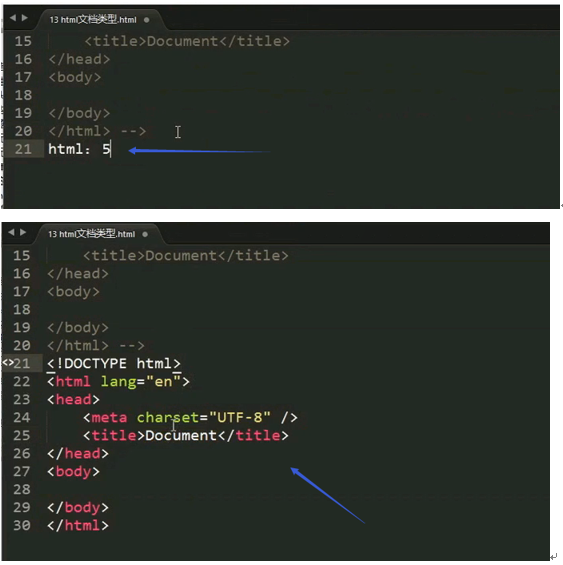 13 html文档类型.html
15 <title>Document</title>
16 </head>
17 <body>
18
19 </body>
20 </html> -->
21 html: 5
13 html文档类型.html
15 <title>Document</title>
16 </head>
17 <body>
18
19 </body>
20 </html> -->
21 <!DOCTYPE html>
22 <html lang="en">
23 <head>
24 <meta charset="UTF-8" />
25 <title>Document</title>
26 </head>
27 <body>
28
29 </body>
30 </html>